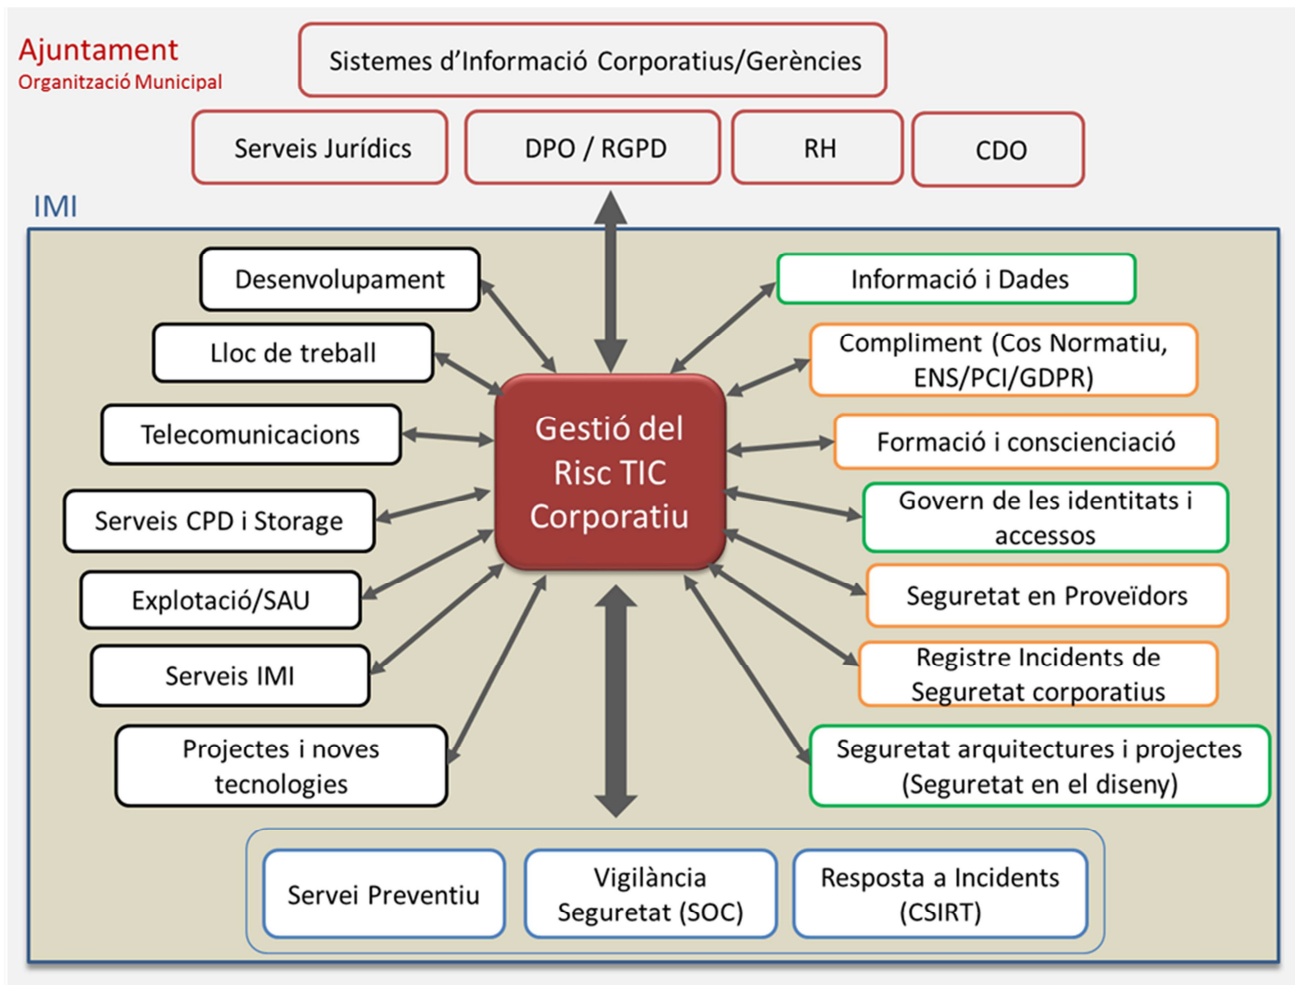 Ajuntament
Organització Municipal
Sistemes d'Informació Corporatius/Gerències
Serveis Jurídics
DPO / RGPD
RH
CDO
IMI
Desenvolupament
Lloc de treball
Telecomunicacions
Serveis CPD i Storage
Explotació/SAU
Serveis IMI
Projectes i noves
tecnologies
Gestió del
Risc TIC
Corporatiu
Informació i Dades
Compliment (Cos Normatiu,
ENS/PCI/GDPR)
Formació i conscienciació
Govern de les identitats i
accessos
Seguretat en Proveïdors
Registre Incidents de
Seguretat corporatius
Seguretat arquitectures i projectes
(Seguretat en el diseny)
Servei Preventiu
Vigilància
Seguretat (SOC)
Resposta a Incidents
(CSIRT)